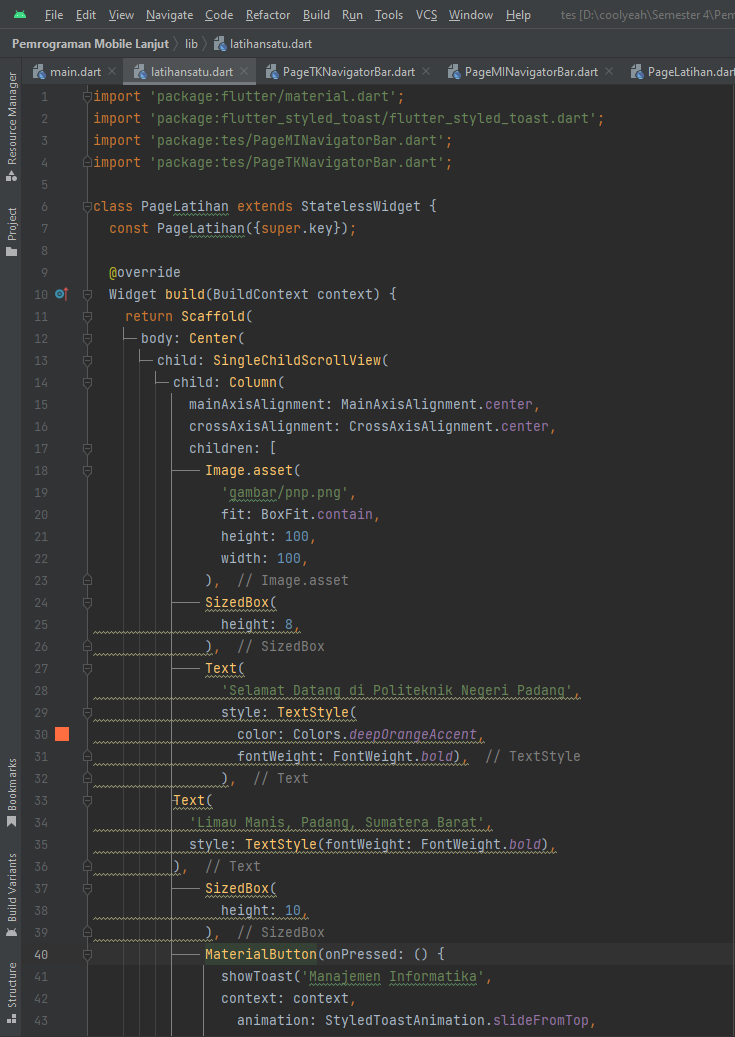 File Edit View Navigate Code Refactor Build Run Tools VCS Window Help tes [D:\coolyeah\Semester 4\Pem
Pemrograman Mobile Lanjut lib latihansatu.dart
main.dart latihansatu.dart PageTKNavigatorBar.dart PageMINavigatorBar.dart PageLatihan.dart
Resource Manager
Project
Bookmarks
Build Variants
Structure
1 import 'package:flutter/material.dart';
2 import 'package:flutter_styled_toast/flutter_styled_toast.dart';
3 import 'package:tes/PageMINavigatorBar.dart';
4 import 'package:tes/PageTKNavigatorBar.dart';
5
6 class PageLatihan extends StatelessWidget {
7 const PageLatihan({super.key});
8
9 @override
10 Widget build(BuildContext context) {
11 return Scaffold(
12 body: Center(
13 child: SingleChildScrollView(
14 child: Column(
15 mainAxisAlignment: MainAxisAlignment.center,
16 crossAxisAlignment: CrossAxisAlignment.center,
17 children: [
18 Image.asset(
19 'gambar/pnp.png',
20 fit: BoxFit.contain,
21 height: 100,
22 width: 100,
23 ), // Image.asset
24 SizedBox(
25 height: 8,
26 ), // SizedBox
27 Text(
28 'Selamat Datang di Politeknik Negeri Padang',
29 style: TextStyle(
30 color: Colors.deepOrangeAccent,
31 fontWeight: FontWeight.bold), // TextStyle
32 ), // Text
33 Text(
34 'Limau Manis, Padang, Sumatera Barat',
35 style: TextStyle(fontWeight: FontWeight.bold),
36 ), // Text
37 SizedBox(
38 height: 10,
39 ), // SizedBox
40 MaterialButton(onPressed: () {
41 showToast('Manajemen Informatika',
42 context: context,
43 animation: StyledToastAnimation.slideFromTop,